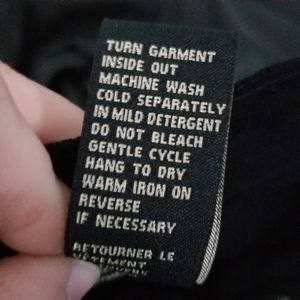 TURN GARMENT
INSIDE OUT
MACHINE WASH
COLD SEPARATELY
IN MILD DETERGENT
DO NOT BLEACH
GENTLE CYCLE
HANG TO DRY
WARM IRON ON
REVERSE
IF NECESSARY
RETOURNER LE
VÊTEMENT